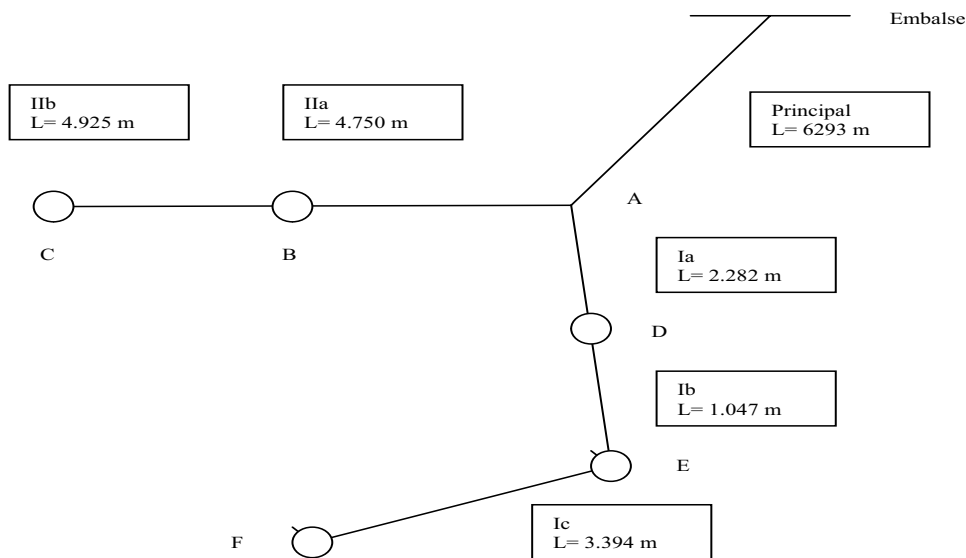 Embalse
IIb
L= 4.925 m
IIa
L= 4.750 m
Principal
L= 6293 m
A
C
B
Ia
L= 2.282 m
D
Ib
L= 1.047 m
E
Ic
L= 3.394 m
F